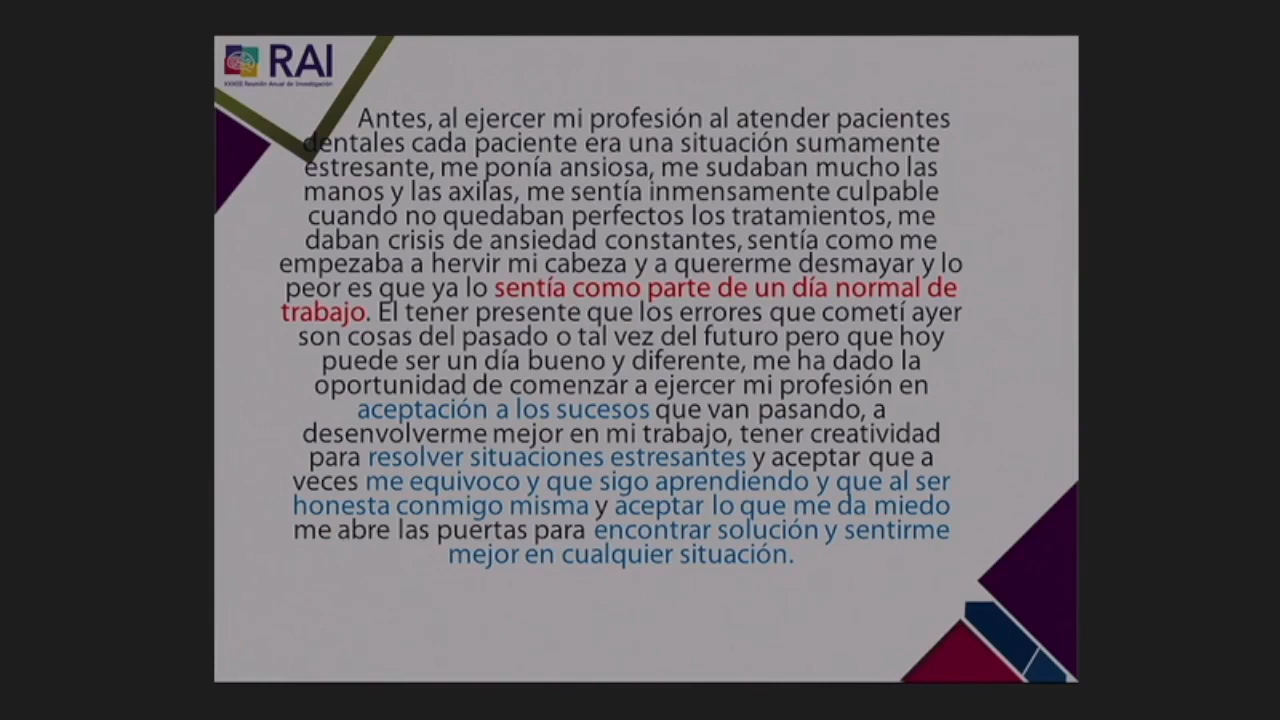 RAI
XXXIII Reunión Anual de Investigación
Antes, al ejercer mi profesión al atender pacientes
dentales cada paciente era una situación sumamente
estresante, me ponía ansiosa, me sudaban mucho las
manos y las axilas, me sentía inmensamente culpable
cuando no quedaban perfectos los tratamientos, me
daban crisis de ansiedad constantes, sentía como me
empezaba a hervir mi cabeza y a quererme desmayar y lo
peor es que ya lo sentía como parte de un día normal de
trabajo. El tener presente que los errores que cometí ayer
son cosas del pasado o tal vez del futuro pero que hoy
puede ser un día bueno y diferente, me ha dado la
oportunidad de comenzar a ejercer mi profesión en
aceptación a los sucesos que van pasando, a
desenvolverme mejor en mi trabajo, tener creatividad
para resolver situaciones estresantes y aceptar que a
veces me equivoco y que sigo aprendiendo y que al ser
honesta conmigo misma y aceptar lo que me da miedo
me abre las puertas para encontrar solución y sentirme
mejor en cualquier situación.